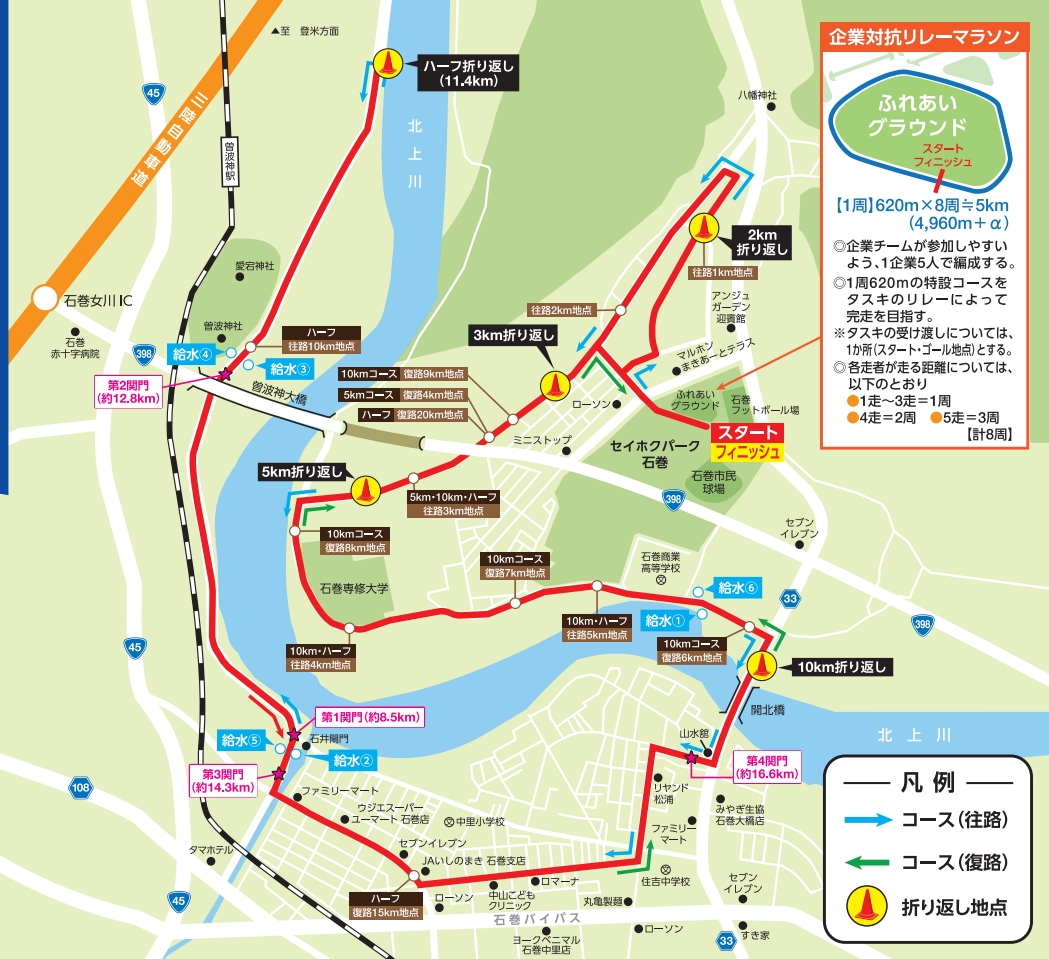 ▲至 登米方面
45
三陸自動車道
曽波神駅
北上川
ハーフ折り返し
(11.4km)
八幡神社
企業対抗リレーマラソン
ふれあい
グラウンド
スタート
フィニッシュ
【1周】620m×8周≒5km
(4,960m+α)
◎企業チームが参加しやすい
よう、1企業5人で編成する。
◎1周620mの特設コースを
タスキのリレーによって
完走を目指す。
※タスキの受け渡しについては、
1か所(スタート・ゴール地点)とする。
◎各走者が走る距離については、
以下のとおり
●1走~3走=1周
●4走=2周 ●5走=3周
【計8周】
2km
折り返し
往路1km地点
愛宕神社
石巻女川 IC
石巻
赤十字病院
398
曽波神社
給水④
ハーフ
往路10km地点
給水③
第2関門
(約12.8km)
曽波神大橋
往路2km地点
アンジュ
ガーデン
迎賓館
3km折り返し
マルホン
まきあーとテラス
10kmコース 復路9km地点
5kmコース 復路4km地点
ハーフ 復路20km地点
ローソン
ふれあい
グラウンド
石巻
フットボール場
スタート
フィニッシュ
ミニストップ
セイホクパーク
石巻
石巻市民
球場
5km折り返し
5km・10km・ハーフ
往路3km地点
398
セブン
イレブン
10kmコース
復路8km地点
石巻専修大学
10kmコース
復路7km地点
石巻商業
高等学校
給水⑥
33
給水①
10km・ハーフ
往路5km地点
10kmコース
復路6km地点
398
45
10km・ハーフ
往路4km地点
10km折り返し
開北橋
北上川
第1関門(約8.5km)
給水⑤
石井閘門
給水②
山水舘
第3関門
(約14.3km)
第4関門
(約16.6km)
108
ファミリーマート
リヤンド
松浦
みやぎ生協
石巻大橋店
ウジエスーパー
ユーマート 石巻店
中里小学校
ファミリー
マート
タマホテル
セブンイレブン
JAいしのまき 石巻支店
住吉中学校
45
ハーフ
復路15km地点
ローソン
中山こども
クリニック
ロマーナ
丸亀製麺
セブン
イレブン
石巻バイパス
ヨークベニマル
石巻中里店
ローソン
33
すき家
凡例
コース(往路)
コース(復路)
折り返し地点